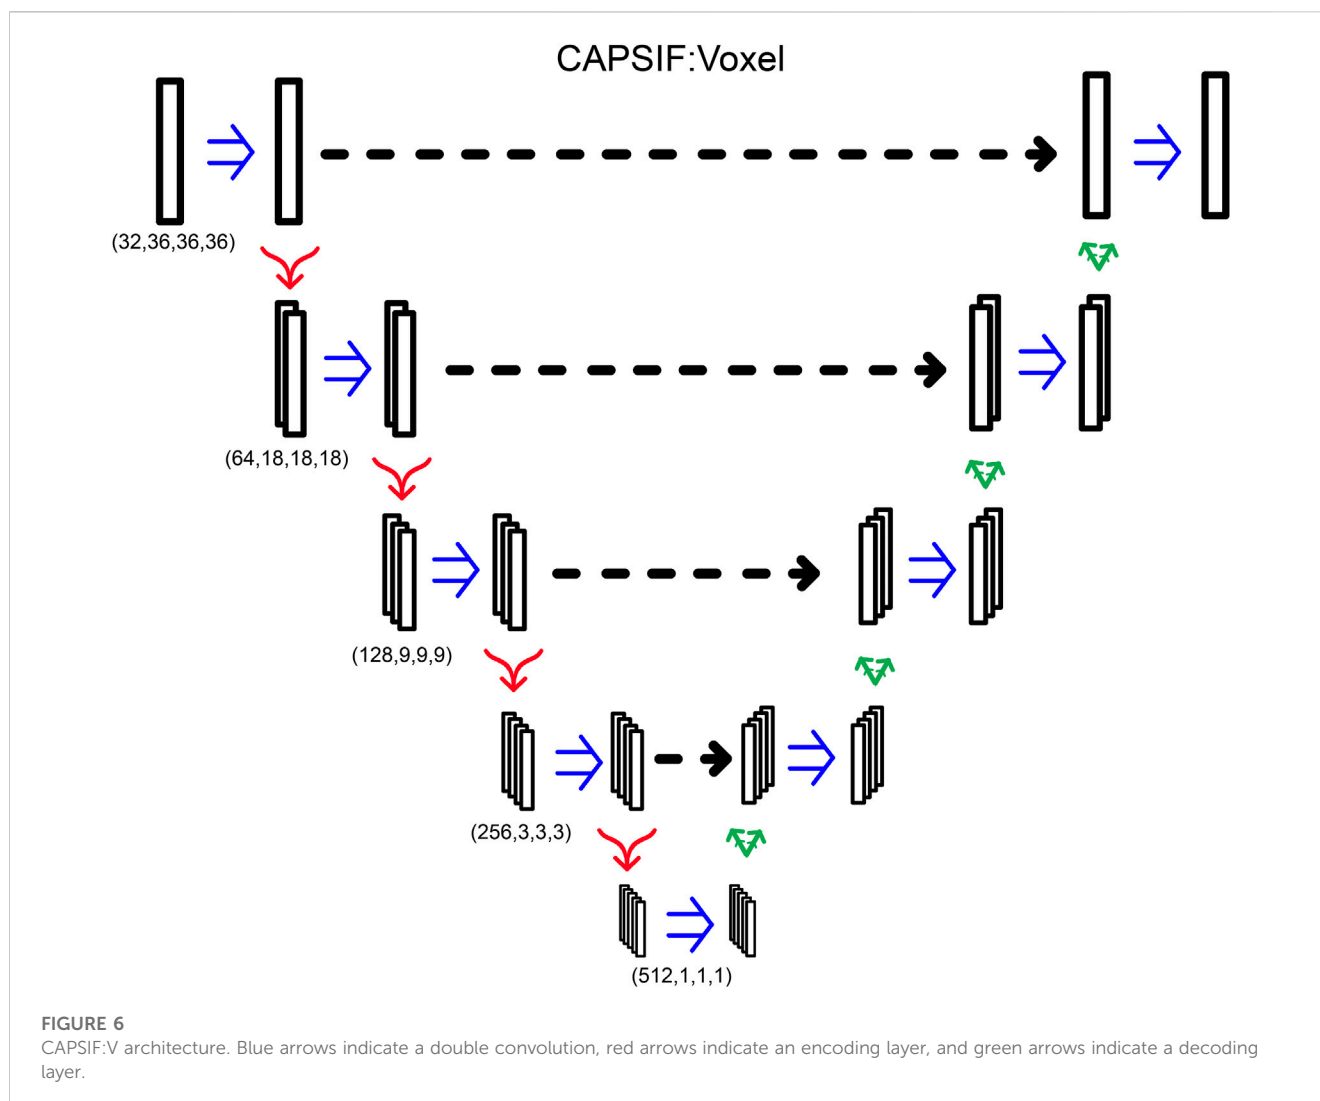 CAPSIF:Voxel
(32,36,36,36)
(64,18,18,18)
(128,9,9,9)
(256,3,3,3)
(512,1,1,1)
FIGURE 6
CAPSIF:V architecture. Blue arrows indicate a double convolution, red arrows indicate an encoding layer, and green arrows indicate a decoding
layer.